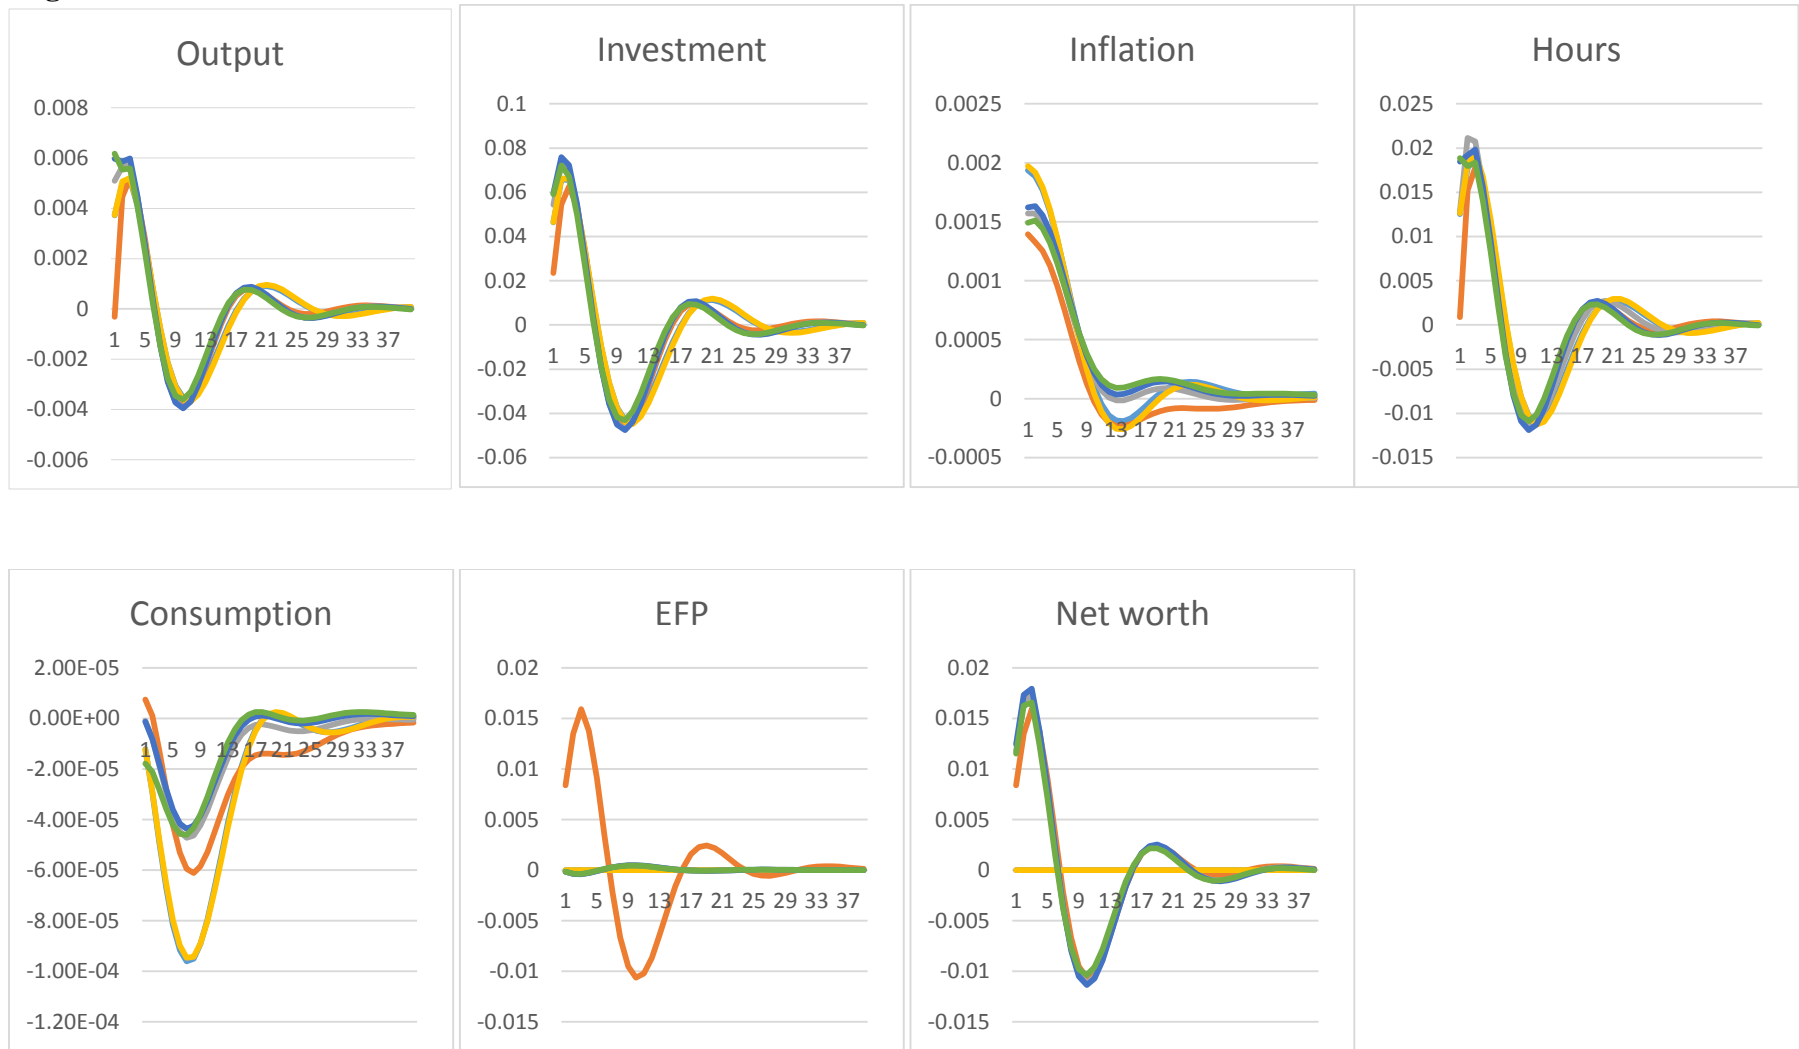 Output
0.008
0.006
0.004
0.002
0
-0.002
-0.004
-0.006
1 5 9 13 17 21 25 29 33 37
Investment
0.1
0.08
0.06
0.04
0.02
0
-0.02
-0.04
-0.06
1 5 9 13 17 21 25 29 33 37
Inflation
0.0025
0.002
0.0015
0.001
0.0005
0
-0.0005
1 5 9 13 17 21 25 29 33 37
Hours
0.025
0.02
0.015
0.01
0.005
0
-0.005
-0.01
-0.015
1 5 9 13 17 21 25 29 33 37
Consumption
2.00E-05
0.00E+00
-2.00E-05
-4.00E-05
-6.00E-05
-8.00E-05
-1.00E-04
-1.20E-04
1 5 9 13 17 21 25 29 33 37
EFP
0.02
0.015
0.01
0.005
0
-0.005
-0.01
-0.015
1 5 9 13 17 21 25 29 33 37
Net worth
0.02
0.015
0.01
0.005
0
-0.005
-0.01
-0.015
1 5 9 13 17 21 25 29 33 37